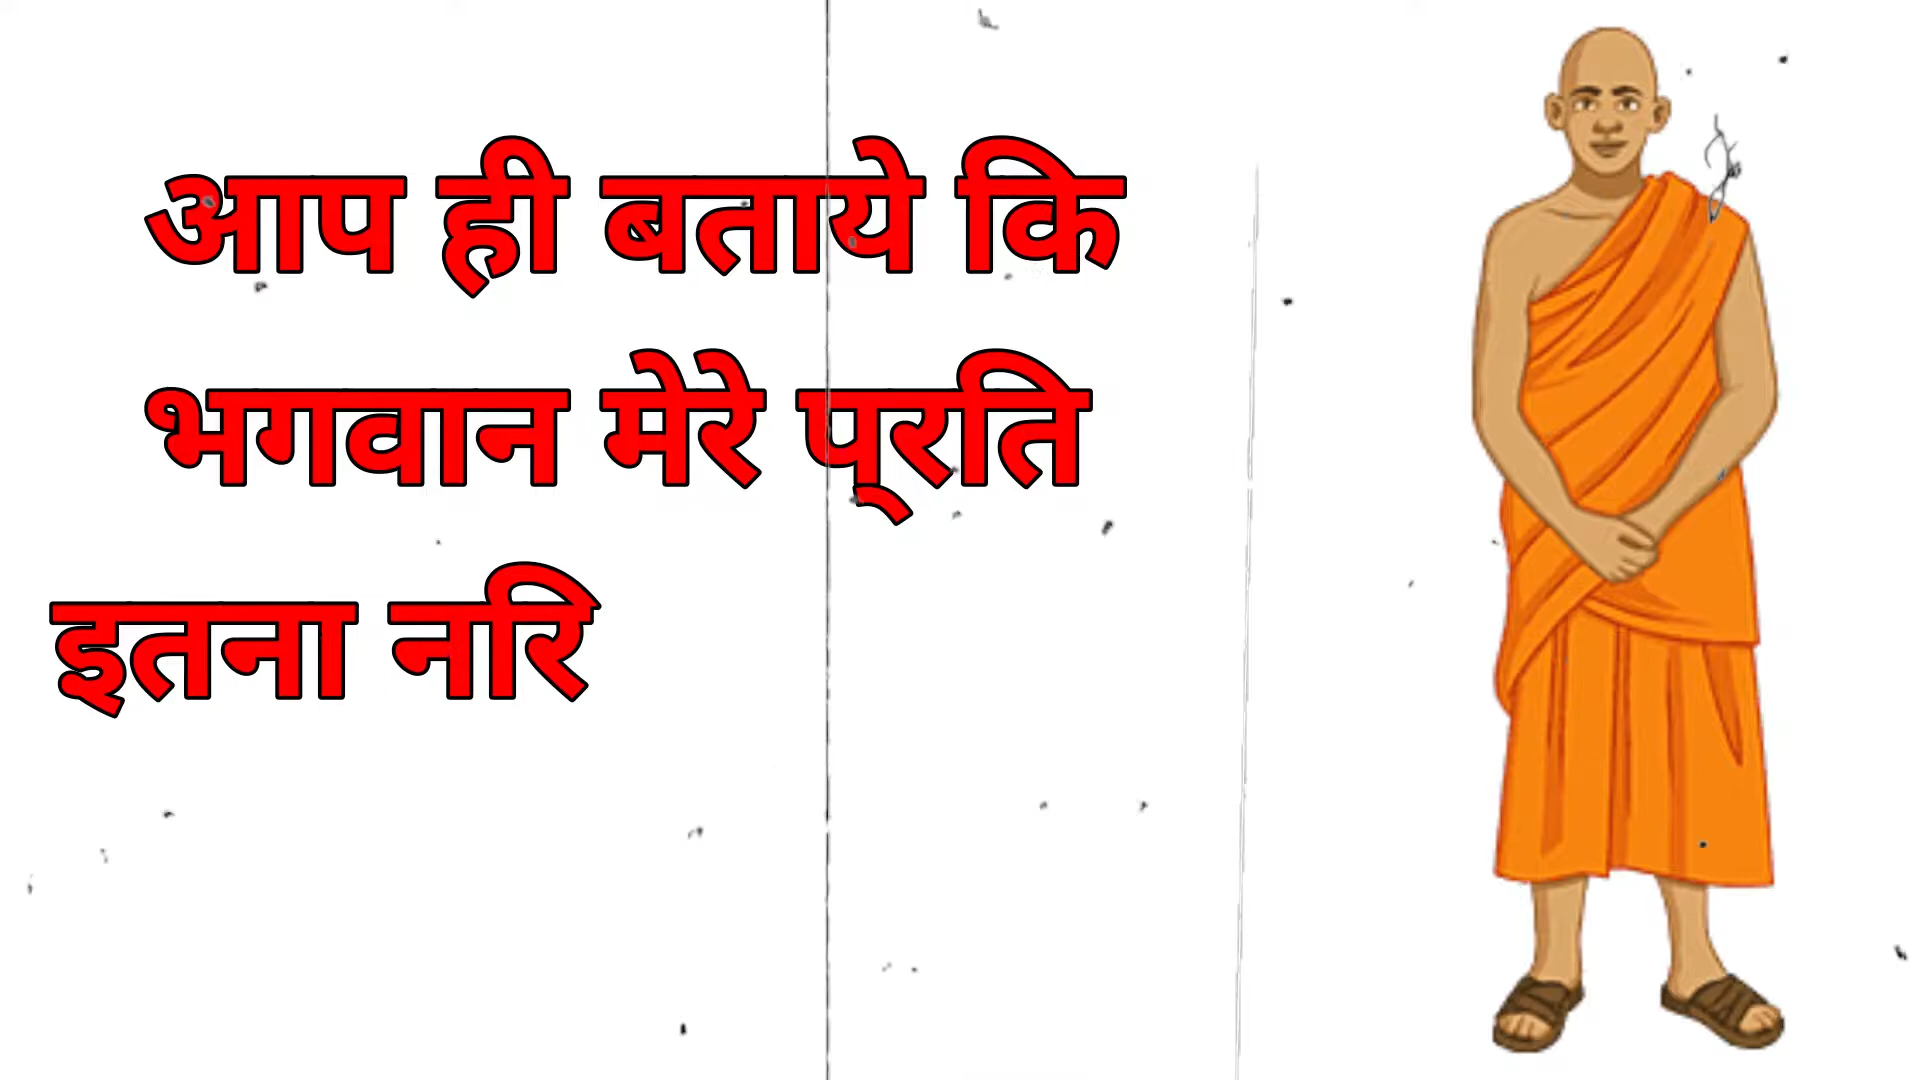 आप ही बताये कि
भगवान मेरे प्‌रति
इतना नरि